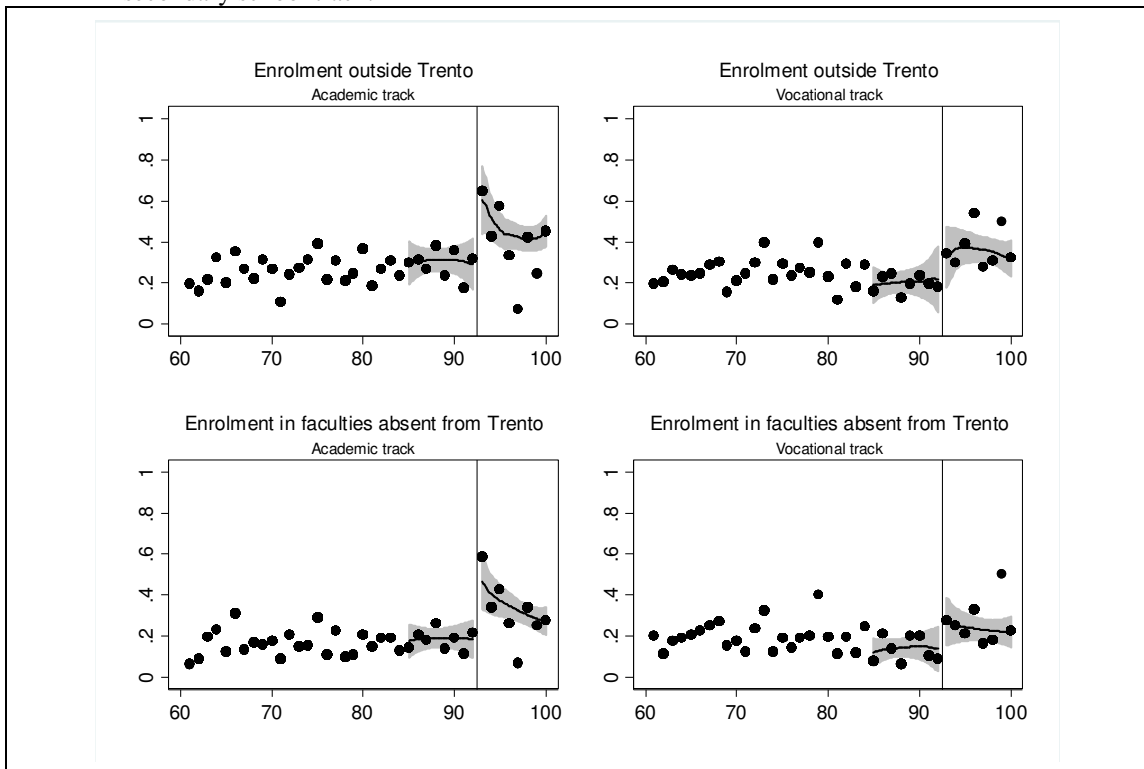 Enrolment outside Trento
Academic track
1
.8
.6
.4
.2
0
60 70 80 90 100
Enrolment outside Trento
Vocational track
1
.8
.6
.4
.2
0
60 70 80 90 100
Enrolment in faculties absent from Trento
Academic track
1
.8
.6
.4
.2
0
60 70 80 90 100
Enrolment in faculties absent from Trento
Vocational track
1
.8
.6
.4
.2
0
60 70 80 90 100